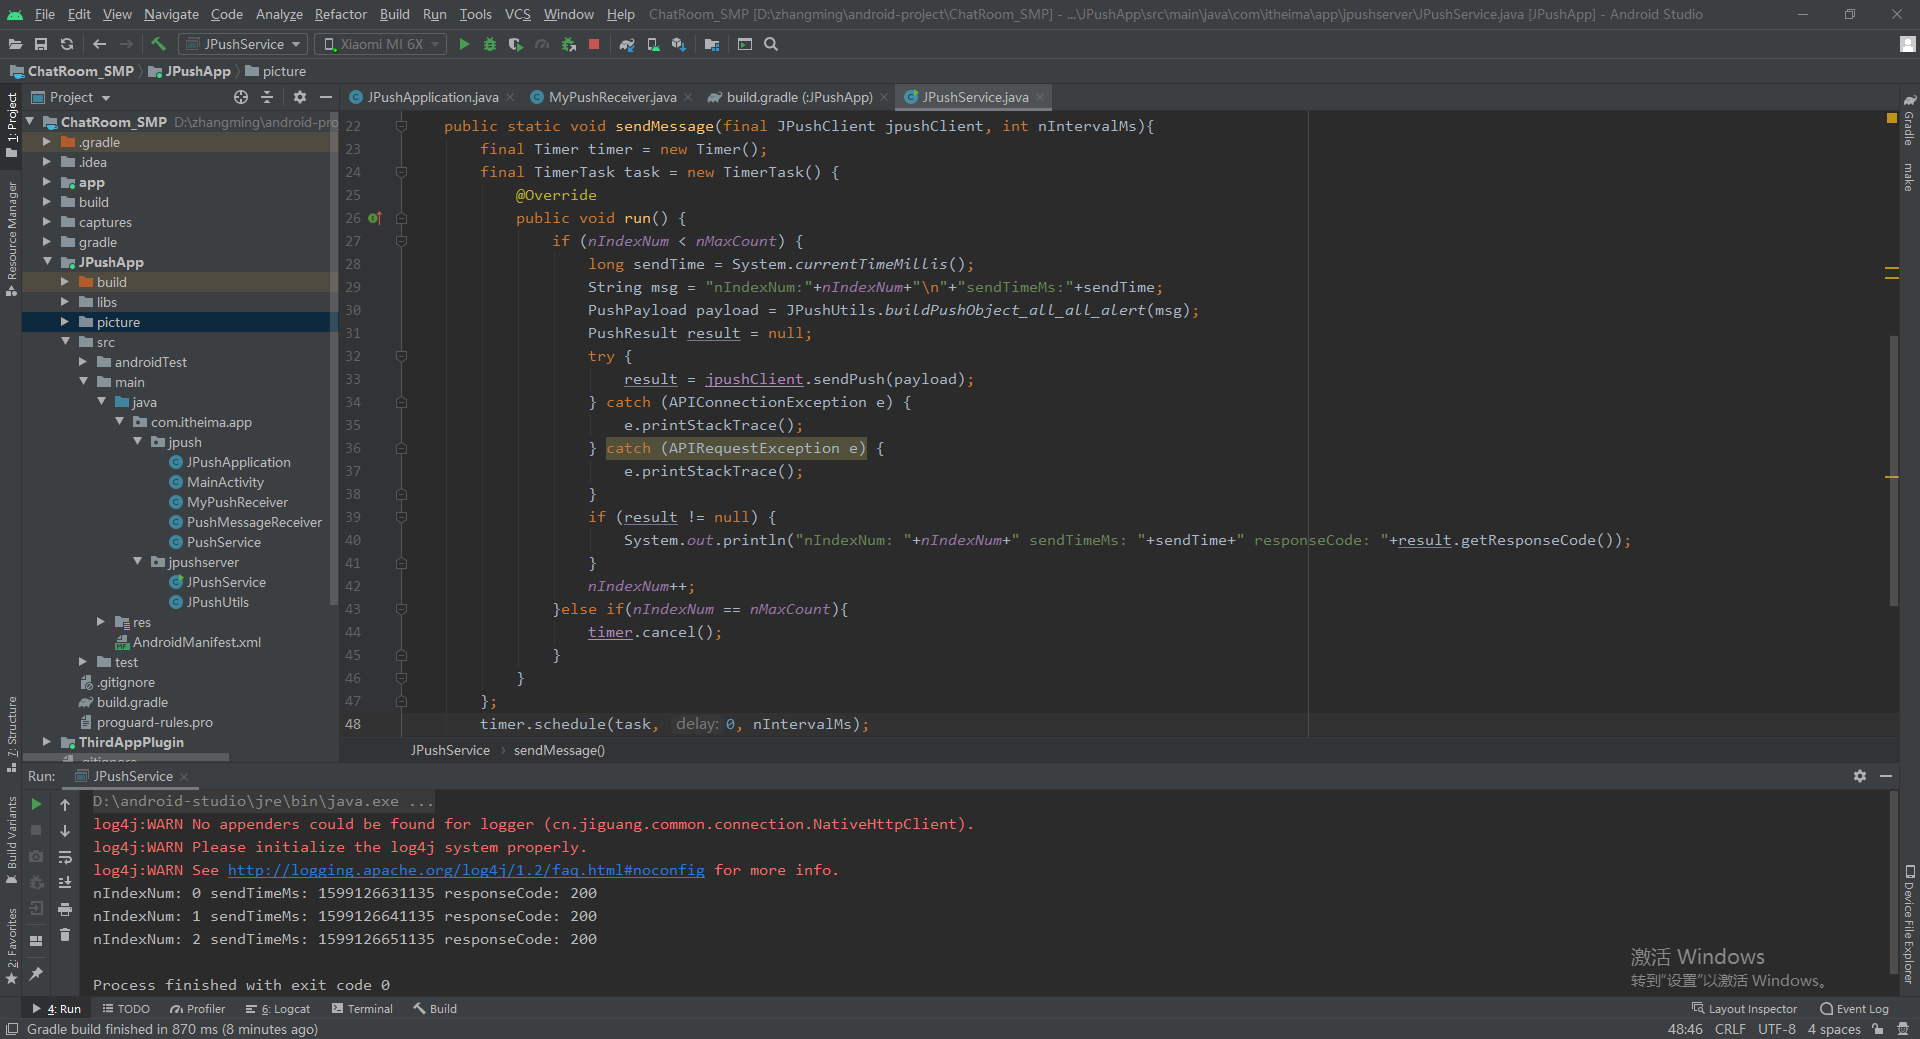 File Edit View Navigate Code Analyze Refactor Build Run Tools VCS Window Help ChatRoom_SMP [D:\zhangming\android-project\ChatRoom_SMP] - ...\JPushApp\src\main\java\com\itheima\app\jpushserver\JPushService.java [JPushApp] - Android Studio
JPushService Xiaomi MI 6X
ChatRoom_SMP JPushApp picture
Project
JPushApplication.java MyPushReceiver.java build.gradle (:JPushApp) JPushService.java
1: Project
Resource Manager
7: Structure
Build Variants
2: Favorites
ChatRoom_SMP D:\zhangming\android-pro
.gradle
.idea
app
build
captures
gradle
JPushApp
build
libs
picture
src
androidTest
main
java
com.itheima.app
jpush
JPushApplication
MainActivity
MyPushReceiver
PushMessageReceiver
PushService
jpushserver
JPushService
JPushUtils
res
AndroidManifest.xml
test
.gitignore
build.gradle
proguard-rules.pro
ThirdAppPlugin
.gitignore
22 public static void sendMessage(final JPushClient jpushClient, int nIntervalMs){
23 final Timer timer = new Timer();
24 final TimerTask task = new TimerTask() {
25 @Override
26 public void run() {
27 if (nIndexNum < nMaxCount) {
28 long sendTime = System.currentTimeMillis();
29 String msg = "nIndexNum:"+nIndexNum+"\n"+"sendTimeMs:"+sendTime;
30 PushPayload payload = JPushUtils.buildPushObject_all_all_alert(msg);
31 PushResult result = null;
32 try {
33 result = jpushClient.sendPush(payload);
34 } catch (APIConnectionException e) {
35 e.printStackTrace();
36 } catch (APIRequestException e) {
37 e.printStackTrace();
38 }
39 if (result != null) {
40 System.out.println("nIndexNum: "+nIndexNum+" sendTimeMs: "+sendTime+" responseCode: "+result.getResponseCode());
41 }
42 nIndexNum++;
43 }else if(nIndexNum == nMaxCount){
44 timer.cancel();
45 }
46 }
47 };
48 timer.schedule(task, delay: 0, nIntervalMs);
JPushService sendMessage()
Gradle
make
Device File Explorer
Run: JPushService
D:\android-studio\jre\bin\java.exe ...
log4j:WARN No appenders could be found for logger (cn.jiguang.common.connection.NativeHttpClient).
log4j:WARN Please initialize the log4j system properly.
log4j:WARN See http://logging.apache.org/log4j/1.2/faq.html#noconfig for more info.
nIndexNum: 0 sendTimeMs: 1599126631135 responseCode: 200
nIndexNum: 1 sendTimeMs: 1599126641135 responseCode: 200
nIndexNum: 2 sendTimeMs: 1599126651135 responseCode: 200
Process finished with exit code 0
激活 Windows
转到“设置”以激活 Windows。
4: Run TODO Profiler 6: Logcat Terminal Build Layout Inspector Event Log
Gradle build finished in 870 ms (8 minutes ago) 48:46 CRLF UTF-8 4 spaces